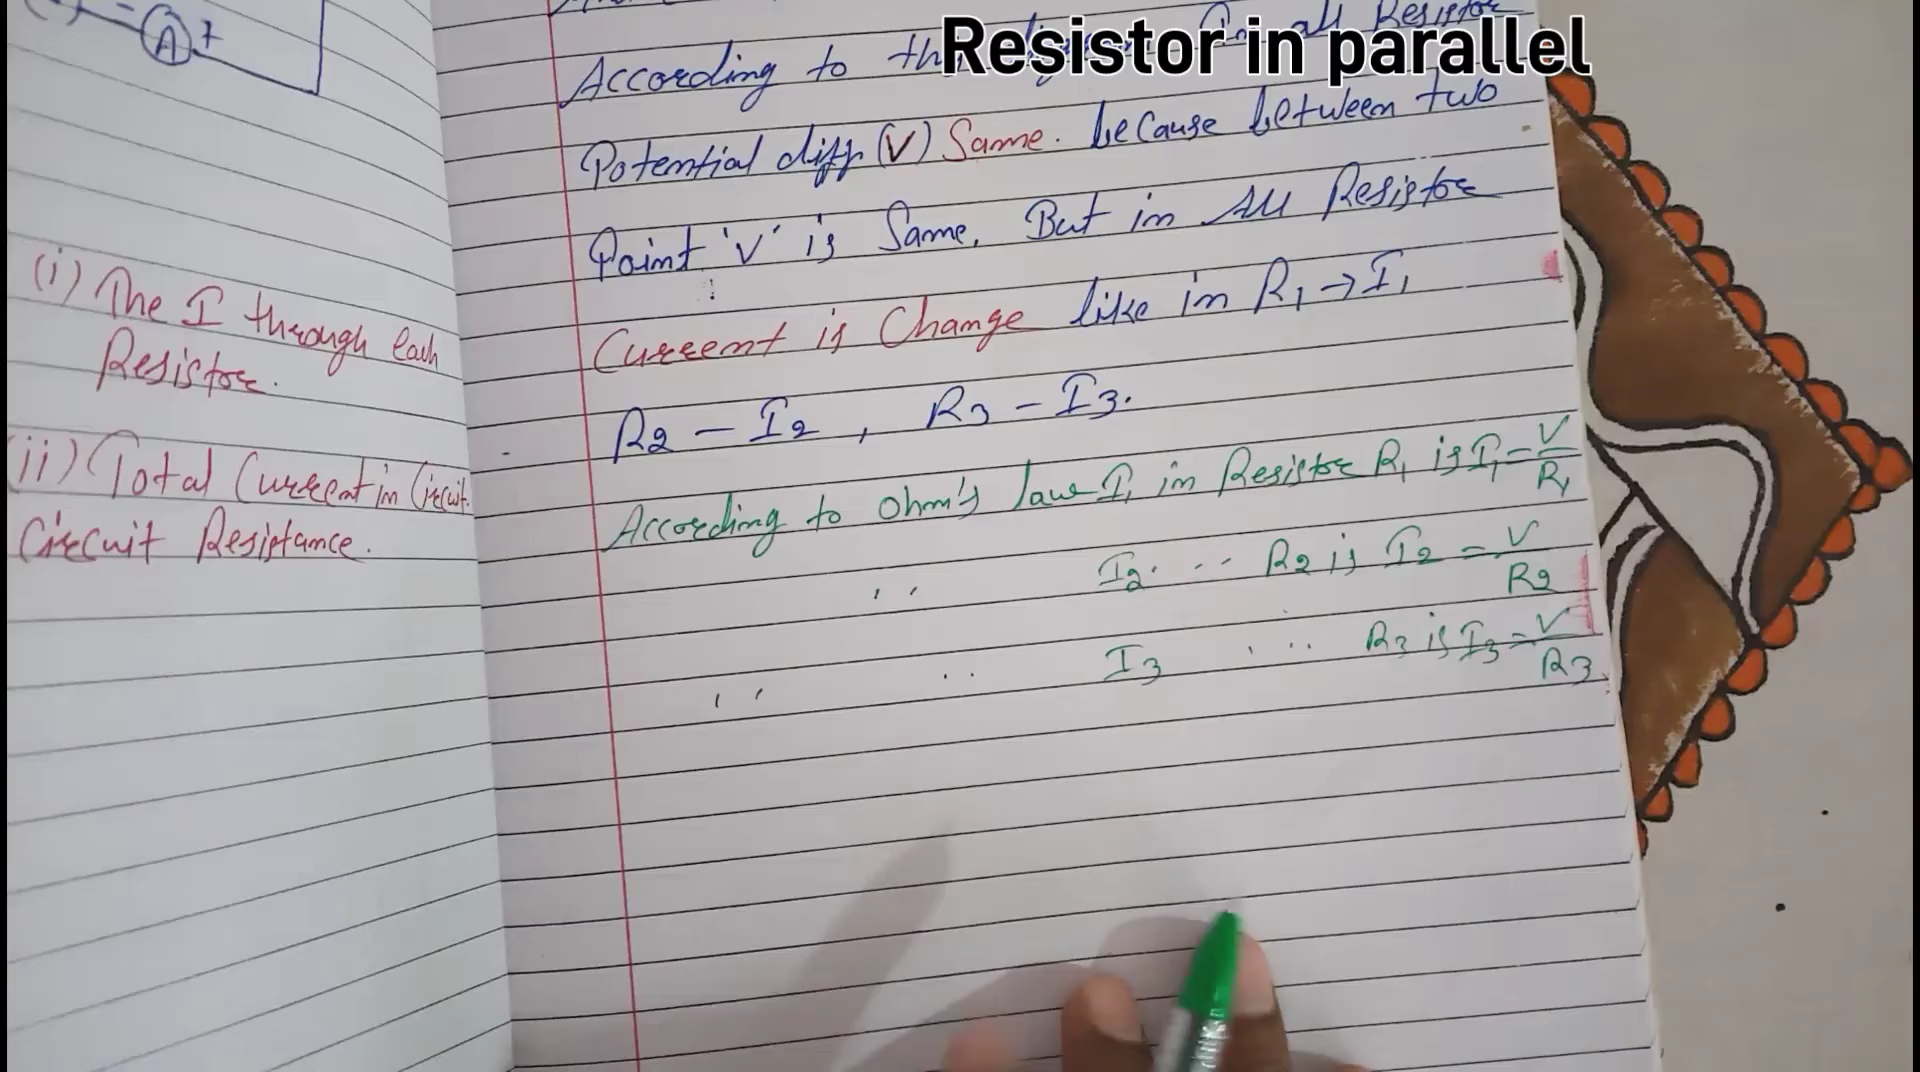 Resistor in parallel
A +
(i) The I through each
Resistor.
(ii) Total Current in Circuit.
Circuit Resistance.
According to the In all Resistor
Potential diff. (V) Same. because between two
Point 'V' is Same. But in All Resistor
Current is Change like in R1 → I1
R2 - I2 , R3 - I3.
According to Ohm's law I1 in Resistor R1 is I1 = V/R1
,, I2 .. .. R2 is I2 = V/R2
,, .. I3 . .. R3 is I3 = V/R3